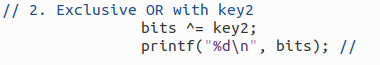 // 2. Exclusive OR with key2
bits ^= key2;
printf("%d\n", bits); //